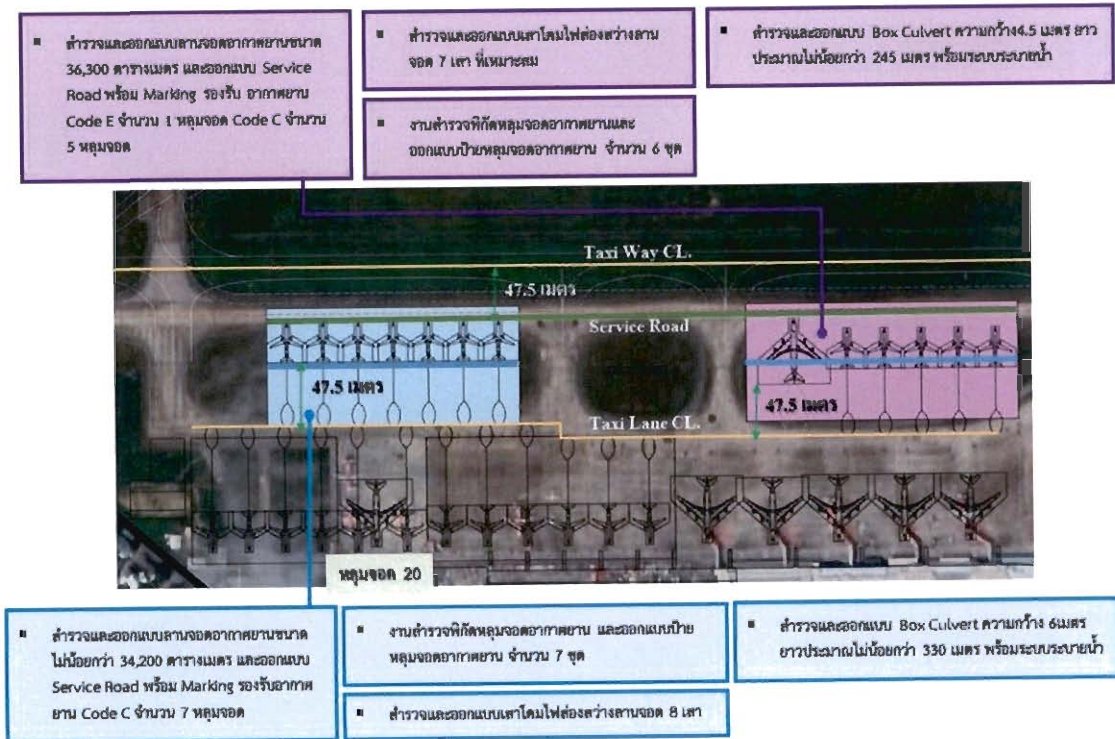 ▪ สำรวจและออกแบบลานจอดอากาศยานขนาด
36,300 ตารางเมตร และออกแบบ Service
Road พร้อม Marking รองรับ อากาศยาน
Code E จำนวน 1 หลุมจอด Code C จำนวน
5 หลุมจอด
▪ สำรวจและออกแบบเสาโคมไฟส่องสว่างลาน
จอด 7 เสา ที่เหมาะสม
▪ งานสำรวจพิกัดหลุมจอดอากาศยานและ
ออกแบบป้ายหลุมจอดอากาศยาน จำนวน 6 ชุด
▪ สำรวจและออกแบบ Box Culvert ความกว้าง44.5 เมตร ยาว
ประมาณไม่น้อยกว่า 245 เมตร พร้อมระบบระบายน้ำ
Taxi Way CL.
47.5 เมตร
Service Road
47.5 เมตร
47.5 เมตร
Taxi Lane CL.
หลุมจอด 20
▪ สำรวจและออกแบบลานจอดอากาศยานขนาด
ไม่น้อยกว่า 34,200 ตารางเมตร และออกแบบ
Service Road พร้อม Marking รองรับอากาศ
ยาน Code C จำนวน 7 หลุมจอด
▪ งานสำรวจพิกัดหลุมจอดอากาศยาน และออกแบบป้าย
หลุมจอดอากาศยาน จำนวน 7 ชุด
▪ สำรวจและออกแบบเสาโคมไฟส่องสว่างลานจอด 8 เสา
▪ สำรวจและออกแบบ Box Culvert ความกว้าง 6เมตร
ยาวประมาณไม่น้อยกว่า 330 เมตร พร้อมระบบระบายน้ำ